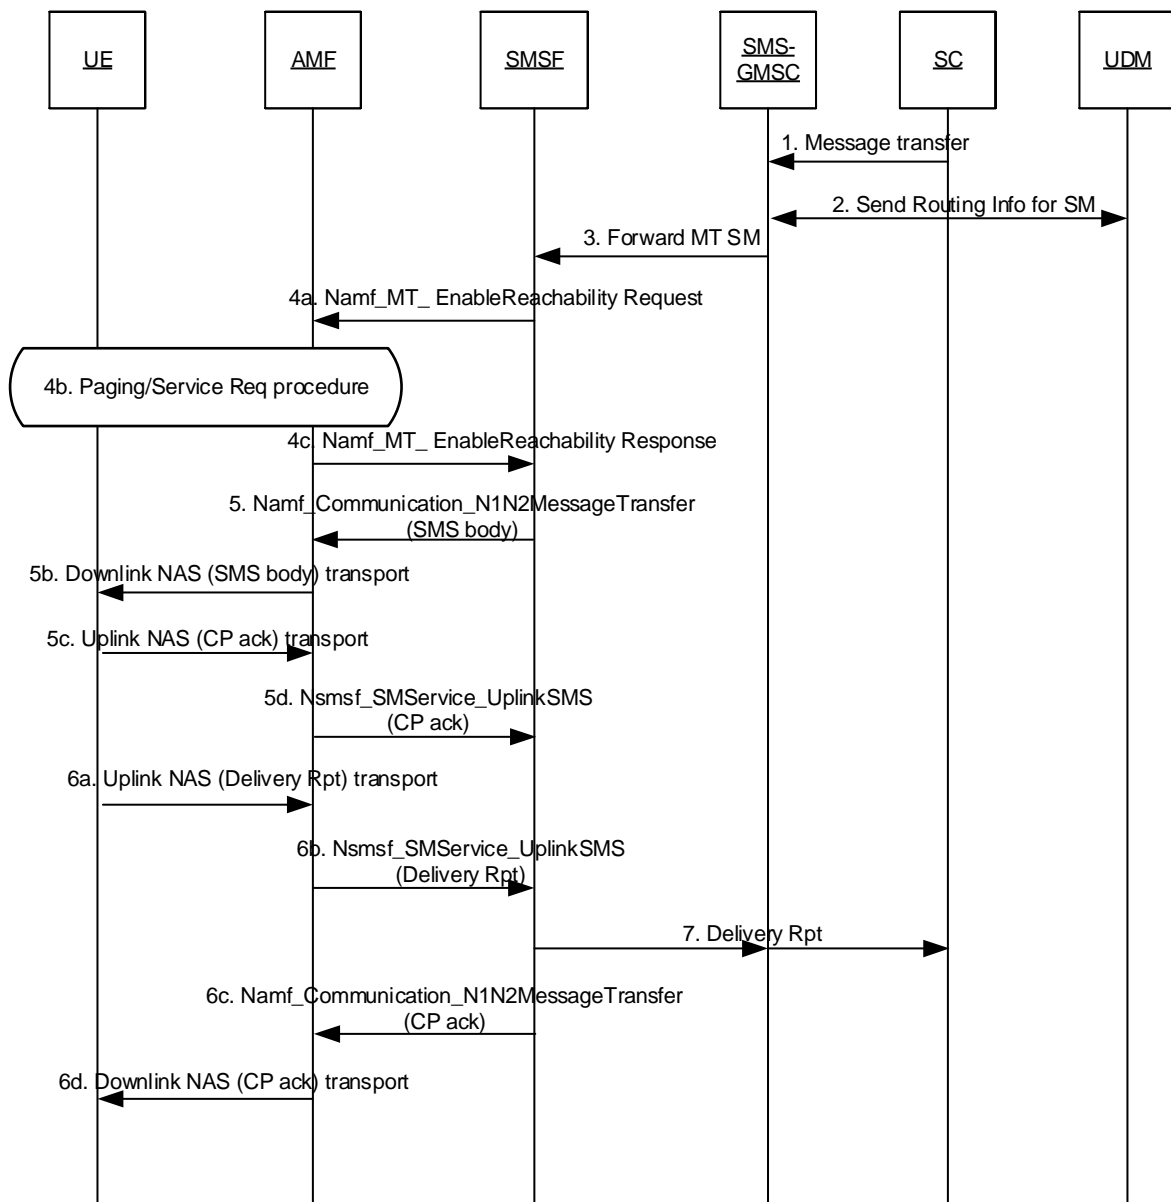 UE
AMF
SMSF
SMS-
GMSC
SC
UDM
1. Message transfer
2. Send Routing Info for SM
3. Forward MT SM
4a. Namf_MT_ EnableReachability Request
4b. Paging/Service Req procedure
4c. Namf_MT_ EnableReachability Response
5. Namf_Communication_N1N2MessageTransfer
(SMS body)
5b. Downlink NAS (SMS body) transport
5c. Uplink NAS (CP ack) transport
5d. Nsmsf_SMService_UplinkSMS
(CP ack)
6a. Uplink NAS (Delivery Rpt) transport
6b. Nsmsf_SMService_UplinkSMS
(Delivery Rpt)
7. Delivery Rpt
6c. Namf_Communication_N1N2MessageTransfer
(CP ack)
6d. Downlink NAS (CP ack) transport